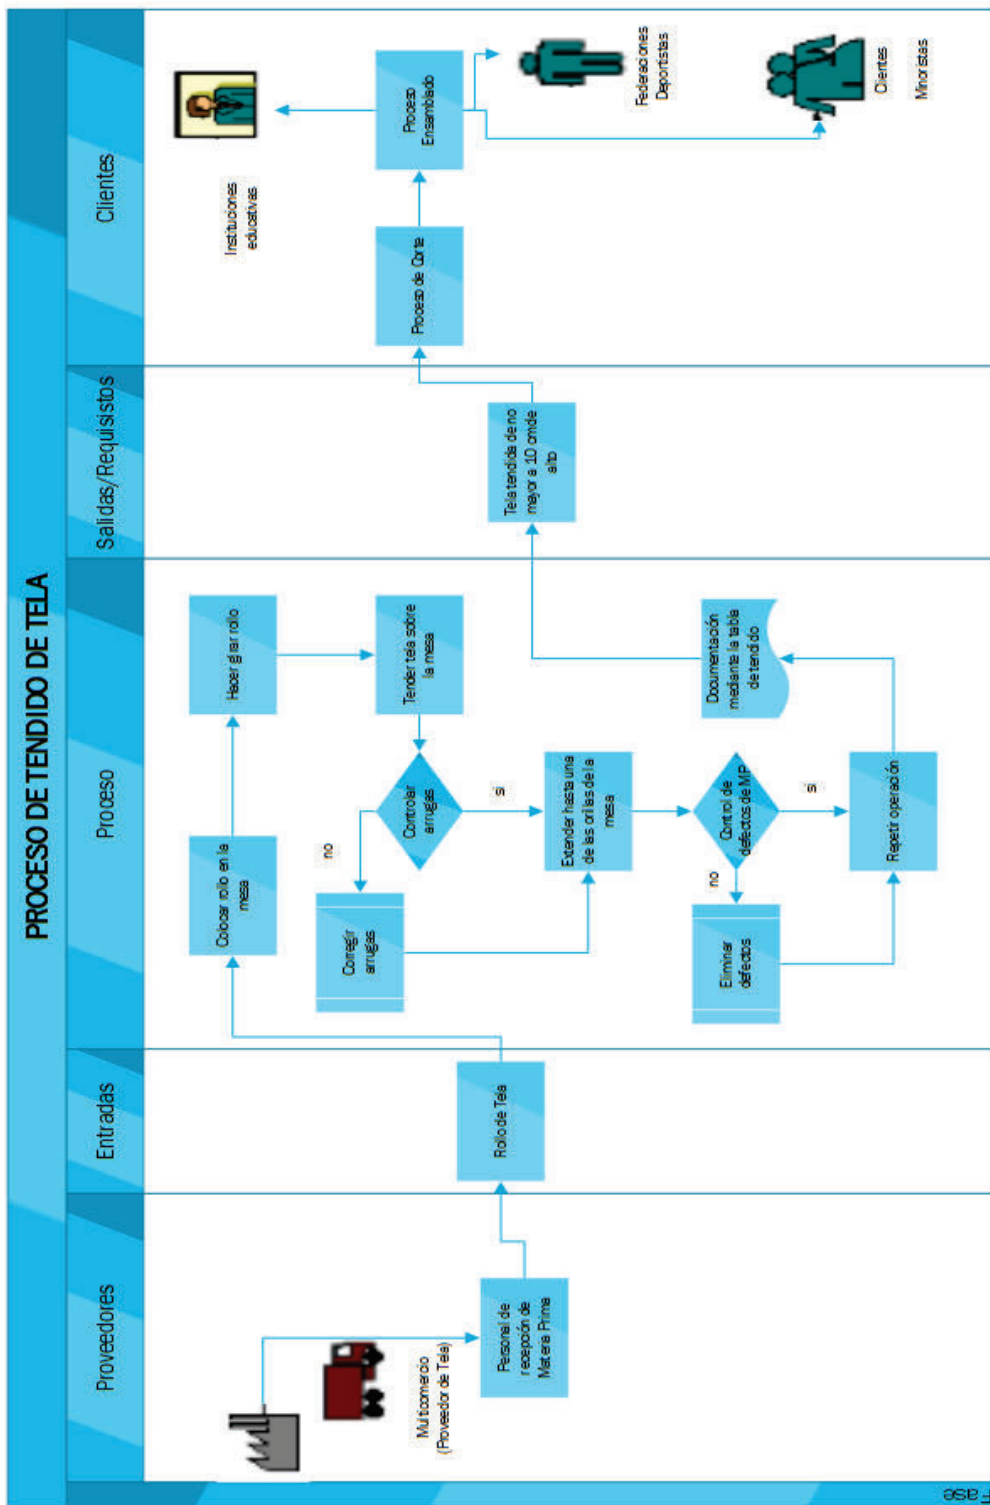 PROCESO DE TENDIDO DE TELA
Proveedores
Entradas
Proceso
Salidas/Requisistos
Clientes
Multicomercio
(Proveedor de Tela)
Personal de
recepción de
Materia Prima
Rollo de Tela
Colocar rollo en la
mesa
Hacer girar rollo
Tender tela sobre
la mesa
Controlar
arrugas
no
si
Corregir
arrugas
Extender hasta una
de las orillas de la
mesa
Control de
defectos de MP
no
si
Eliminar
defectos
Repetir operación
Documentación
mediante la tabla
de tendido
Tela tendida de no
mayor a 10 cm de
alto
Proceso de Corte
Proceso
Ensamblado
Instituciones
educativas
Federaciones
Deportistas
Clientes
Minoristas
Fase